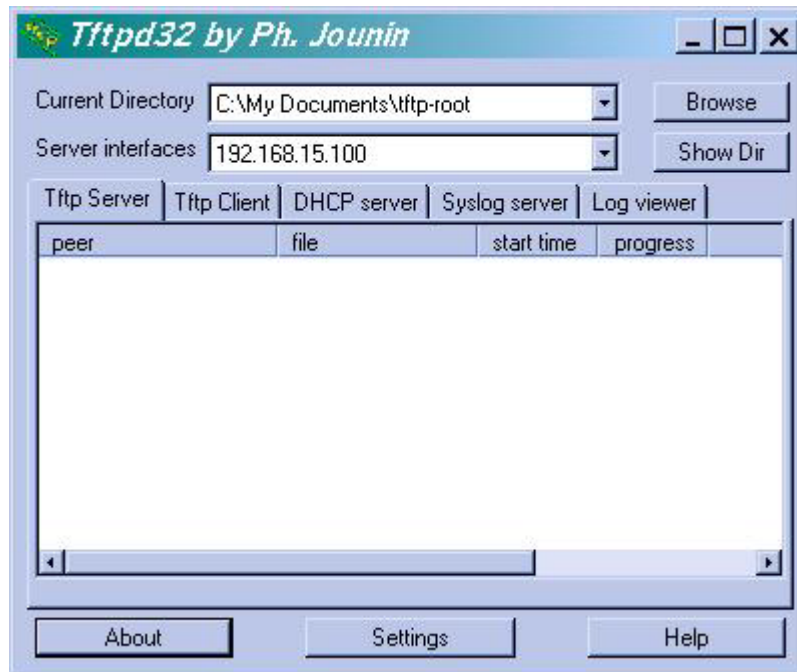 Tftpd32 by Ph. Jounin
Current Directory C:\My Documents\tftp-root Browse
Server interfaces 192.168.15.100 Show Dir
Tftp Server Tftp Client DHCP server Syslog server Log viewer
peer file start time progress
About Settings Help